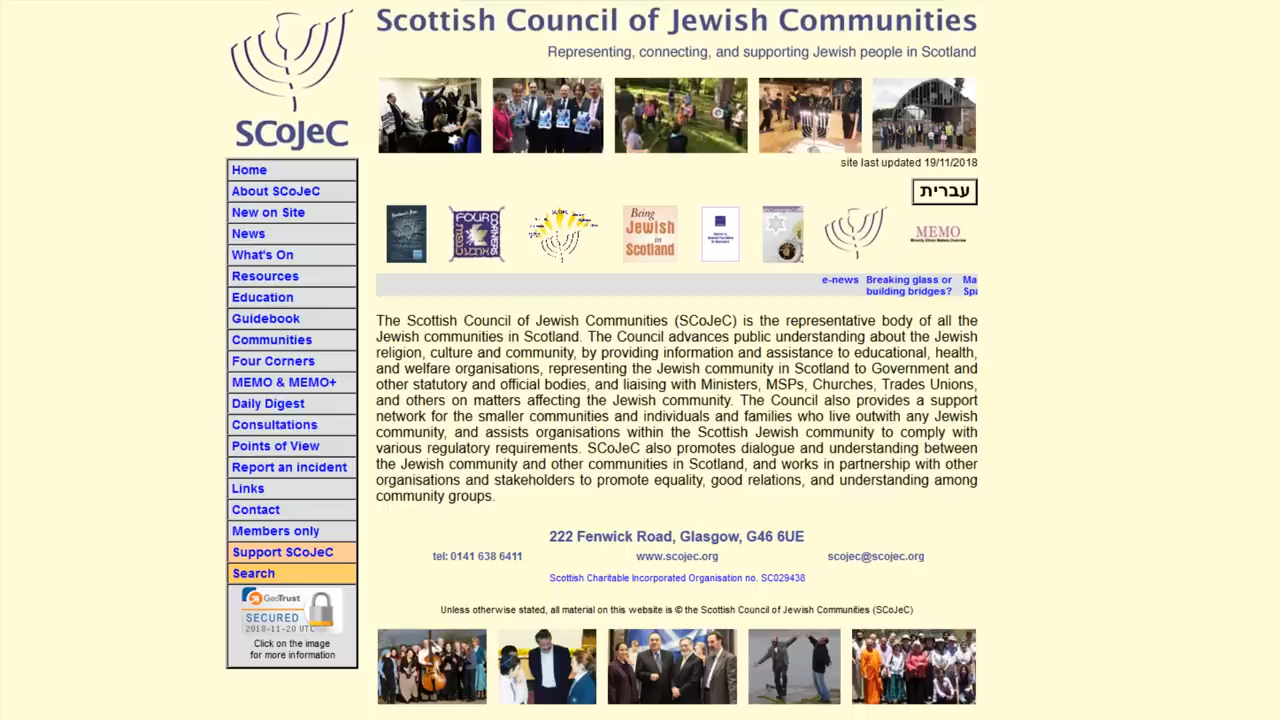 Scottish Council of Jewish Communities
Representing, connecting, and supporting Jewish people in Scotland
SCoJeC
site last updated 19/11/2018
עברית
Home
About SCoJeC
New on Site
News
What's On
Resources
Education
Guidebook
Communities
Four Corners
MEMO & MEMO+
Daily Digest
Consultations
Points of View
Report an incident
Links
Contact
Members only
Support SCoJeC
Search
GeoTrust
SECURED
2018-11-20 UTC
Click on the image
for more information
FOUR
Being
Jewish
in
Scotland
MEMO
Minority Ethnic Matters Overview
e-news Breaking glass or Ma
building bridges? Spa
The Scottish Council of Jewish Communities (SCoJeC) is the representative body of all the
Jewish communities in Scotland. The Council advances public understanding about the Jewish
religion, culture and community, by providing information and assistance to educational, health,
and welfare organisations, representing the Jewish community in Scotland to Government and
other statutory and official bodies, and liaising with Ministers, MSPs, Churches, Trades Unions,
and others on matters affecting the Jewish community. The Council also provides a support
network for the smaller communities and individuals and families who live outwith any Jewish
community, and assists organisations within the Scottish Jewish community to comply with
various regulatory requirements. SCoJeC also promotes dialogue and understanding between
the Jewish community and other communities in Scotland, and works in partnership with other
organisations and stakeholders to promote equality, good relations, and understanding among
community groups.
222 Fenwick Road, Glasgow, G46 6UE
tel: 0141 638 6411 www.scojec.org scojec@scojec.org
Scottish Charitable Incorporated Organisation no. SC029438
Unless otherwise stated, all material on this website is © the Scottish Council of Jewish Communities (SCoJeC)